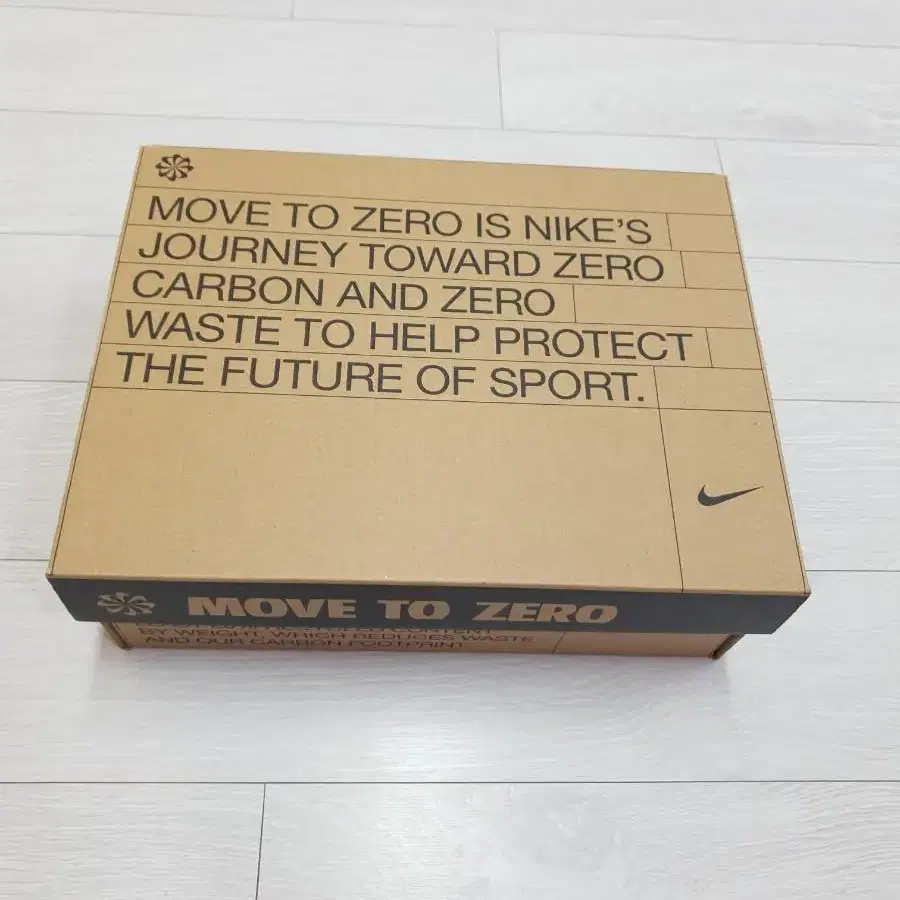 MOVE TO ZERO IS NIKE'S
JOURNEY TOWARD ZERO
CARBON AND ZERO
WASTE TO HELP PROTECT
THE FUTURE OF SPORT.
MOVE TO ZERO
BY WEIGHT, WHICH REDUCES WASTE
AND OUR CARBON FOOTPRINT